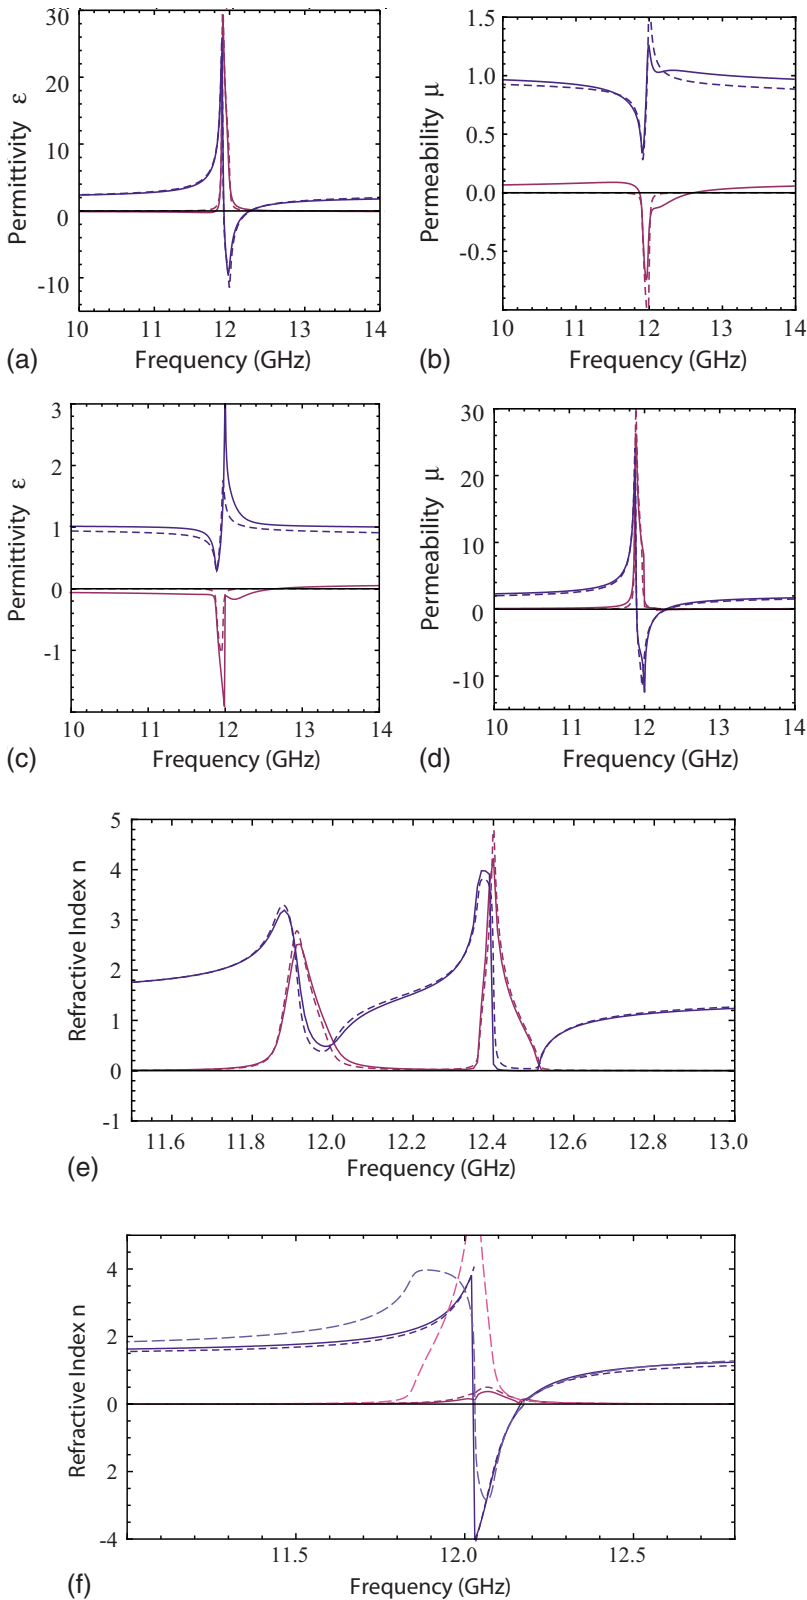 30
20
10
0
-10
Permittivity ε
10 11 12 13 14
(a) Frequency (GHz)
1.5
1.0
0.5
0.0
-0.5
Permeability μ
10 11 12 13 14
(b) Frequency (GHz)
3
2
1
0
-1
Permittivity ε
10 11 12 13 14
(c) Frequency (GHz)
30
20
10
0
-10
Permeability μ
10 11 12 13 14
(d) Frequency (GHz)
5
4
3
2
1
0
-1
Refractive Index n
11.6 11.8 12.0 12.2 12.4 12.6 12.8 13.0
(e) Frequency (GHz)
4
2
0
2
-4
Refractive Index n
11.5 12.0 12.5
(f) Frequency (GHz)